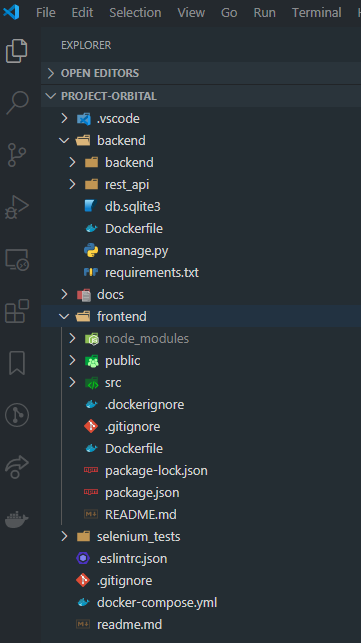 File Edit Selection View Go Run Terminal H
EXPLORER
OPEN EDITORS
PROJECT-ORBITAL
.vscode
backend
backend
rest_api
db.sqlite3
Dockerfile
manage.py
requirements.txt
docs
frontend
node_modules
public
src
.dockerignore
.gitignore
Dockerfile
package-lock.json
package.json
README.md
selenium_tests
.eslintrc.json
.gitignore
docker-compose.yml
readme.md